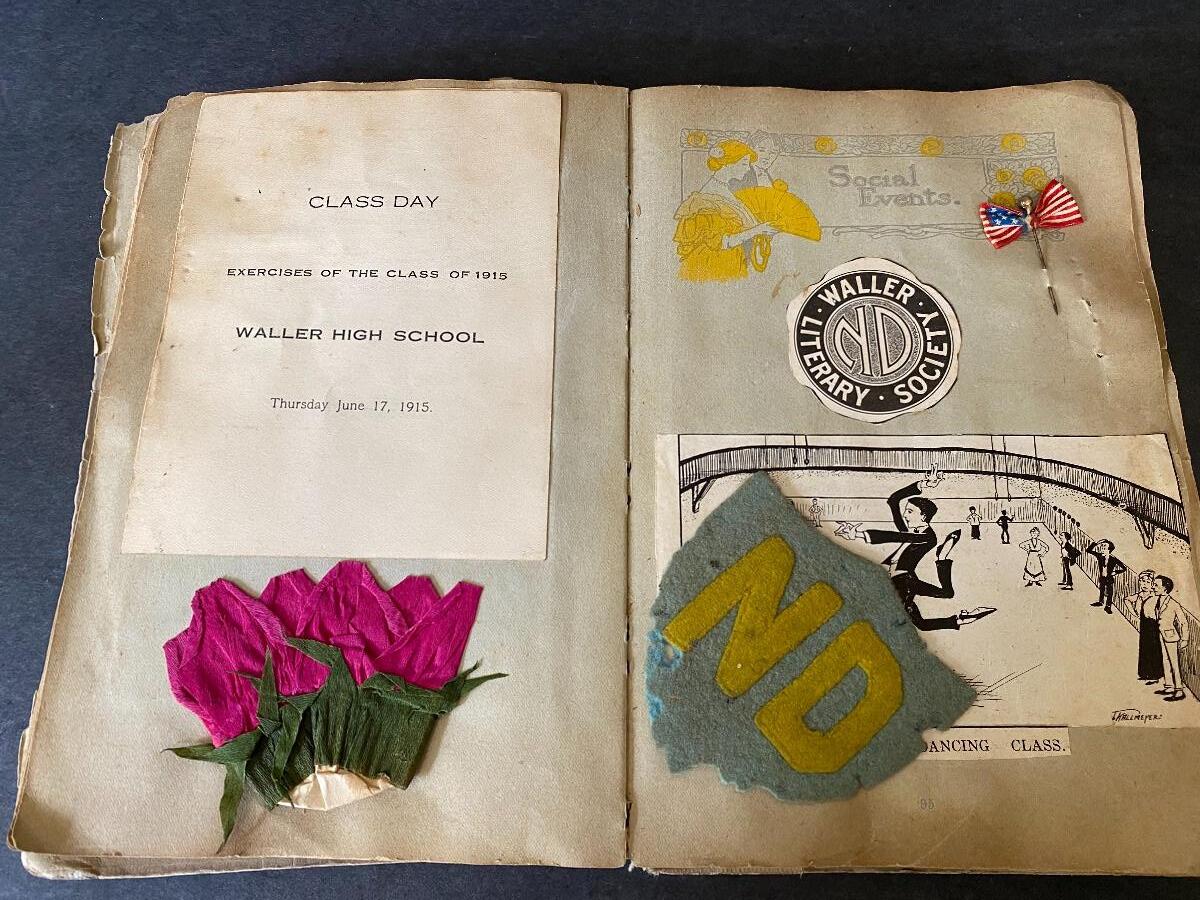 CLASS DAY
EXERCISES OF THE CLASS OF 1915
WALLER HIGH SCHOOL
Thursday June 17, 1915.
Social
Events.
· WALLER ·
LITERARY · SOCIETY
ND
ND
DANCING CLASS.
95